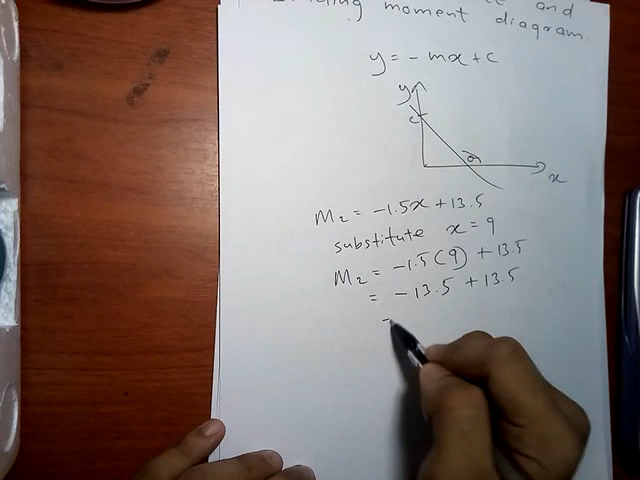 and
moment diagram.
y = - mx + c
y
c
x
M2 = -1.5x + 13.5
substitute x = 9
M2 = -1.5(9) + 13.5
= -13.5 + 13.5